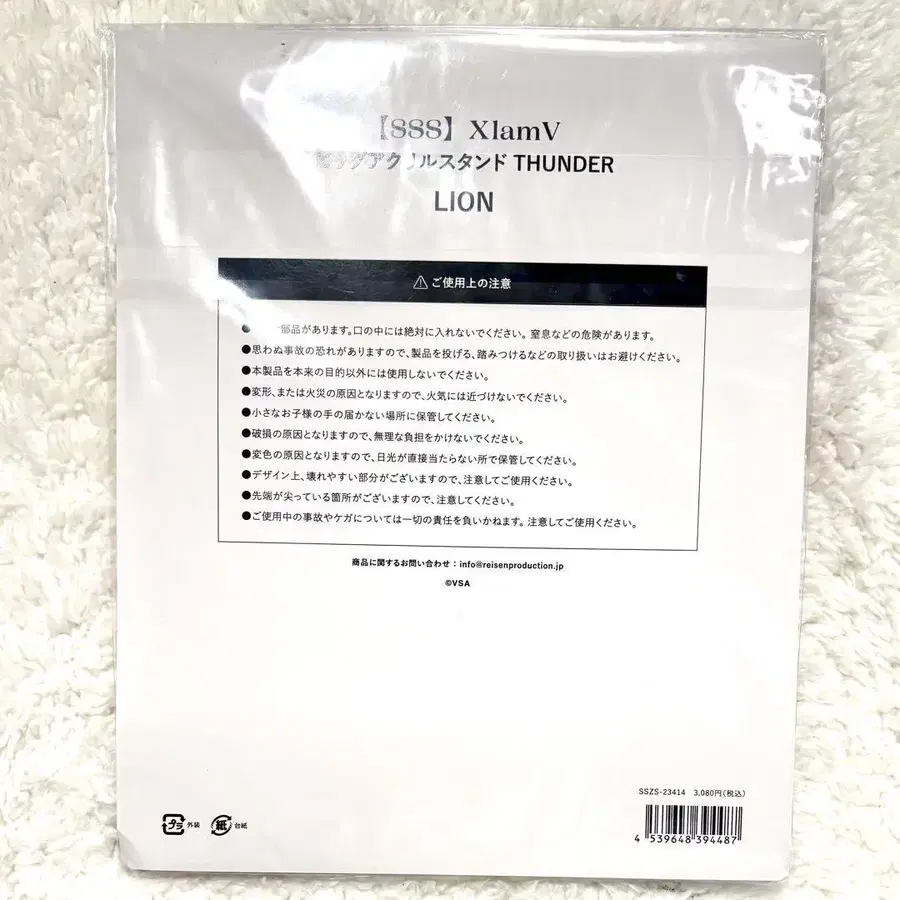 【888】XlamV
ビッグアクリルスタンド THUNDER
LION
ご使用上の注意
部品があります。口の中には絶対に入れないでください。窒息などの危険があります。
●思わぬ事故の恐れがありますので、製品を投げる、踏みつけるなどの取り扱いはお避けください。
●本製品を本来の目的以外には使用しないでください。
●変形、または火災の原因となりますので、火気には近づけないでください。
●小さなお子様の手の届かない場所に保管してください。
●破損の原因となりますので、無理な負担をかけないでください。
●変色の原因となりますので、日光が直接当たらない所で保管してください。
●デザイン上、壊れやすい部分がございますので、注意してご使用ください。
●先端が尖っている箇所がございますので、注意してください。
●ご使用中の事故やケガについては一切の責任を負いかねます。注意してご使用ください。
商品に関するお問い合わせ：info@reisenproduction.jp
©VSA
SSZS-23414 3,080円(税込)
プラ 外装 紙 台紙
4 539648 394487